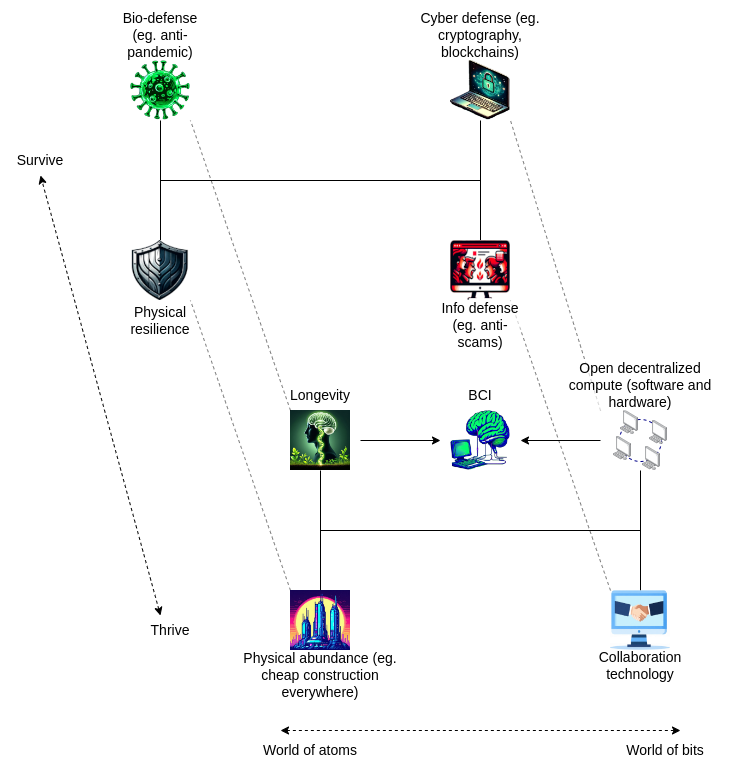 Bio-defense
(eg. anti-
pandemic)
Cyber defense (eg.
cryptography,
blockchains)
Survive
Physical
resilience
Info defense
(eg. anti-
scams)
Longevity
BCI
Open decentralized
compute (software and
hardware)
Thrive
Physical abundance (eg.
cheap construction
everywhere)
Collaboration
technology
World of atoms
World of bits